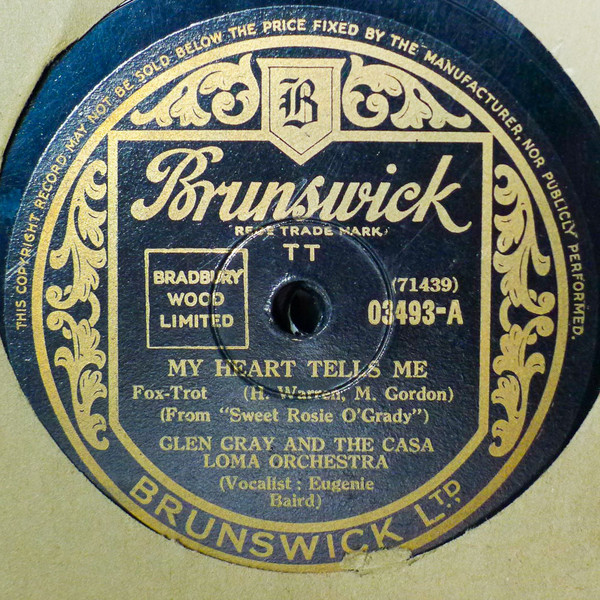 THIS COPYRIGHT RECORD MAY NOT BE SOLD BELOW THE PRICE FIXED BY THE MANUFACTURER, NOR PUBLICLY PERFORMED.
B
Brunswick
REGD TRADE MARK
TT
BRADBURY
WOOD
LIMITED
(71439)
03493-A
MY HEART TELLS ME
Fox-Trot (H. Warren, M. Gordon)
(From "Sweet Rosie O'Grady")
GLEN GRAY AND THE CASA
LOMA ORCHESTRA
(Vocalist : Eugenie
Baird)
BRUNSWICK LTD